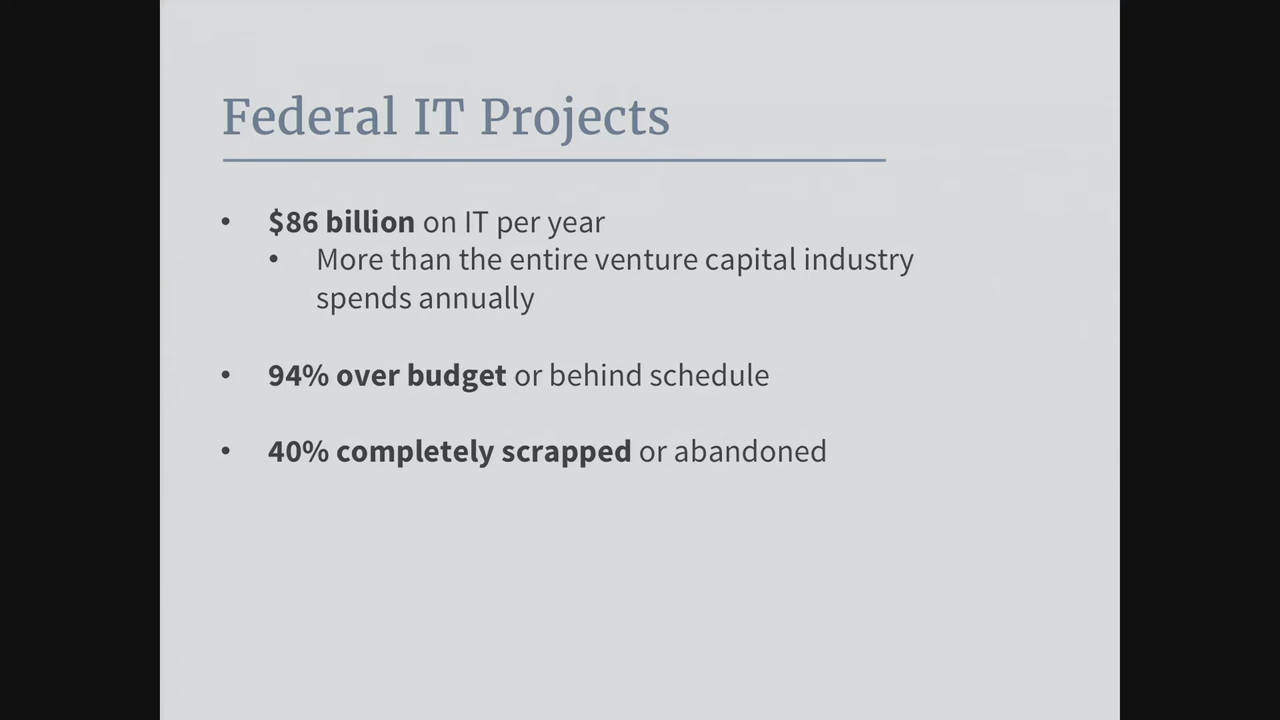 Federal IT Projects
• $86 billion on IT per year
• More than the entire venture capital industry
spends annually
• 94% over budget or behind schedule
• 40% completely scrapped or abandoned